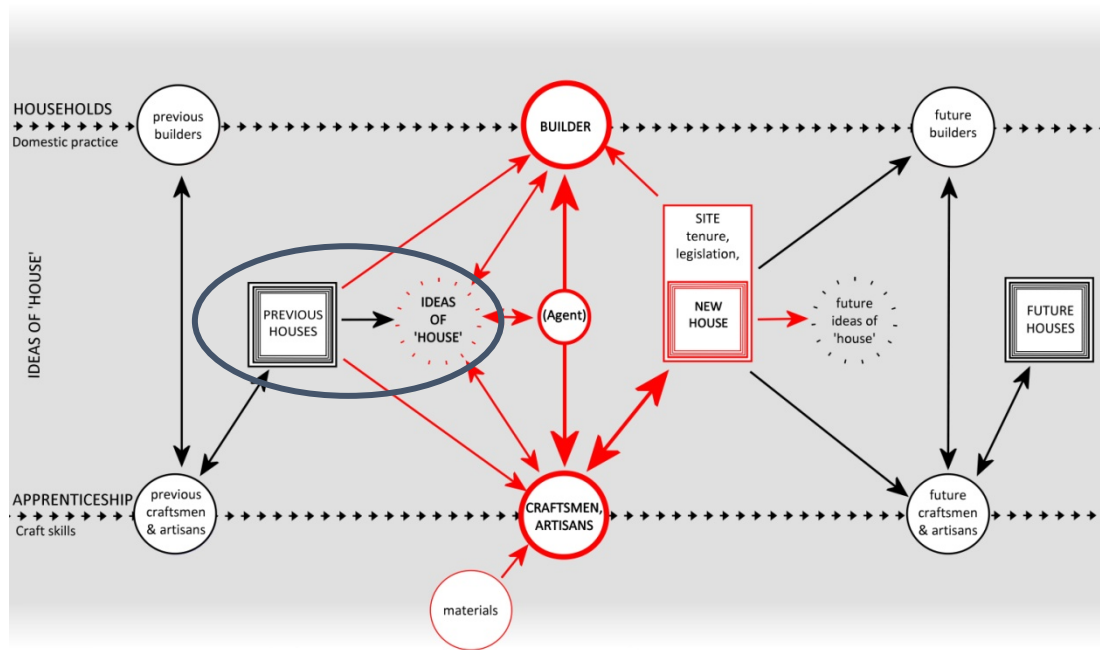 HOUSEHOLDS
Domestic practice
previous
builders
BUILDER
future
builders
IDEAS OF 'HOUSE'
PREVIOUS
HOUSES
IDEAS
OF
'HOUSE'
(Agent)
SITE
tenure,
legislation,
NEW
HOUSE
future
ideas of
'house'
FUTURE
HOUSES
APPRENTICESHIP
Craft skills
previous
craftsmen
& artisans
CRAFTSMEN,
ARTISANS
future
craftsmen
& artisans
materials